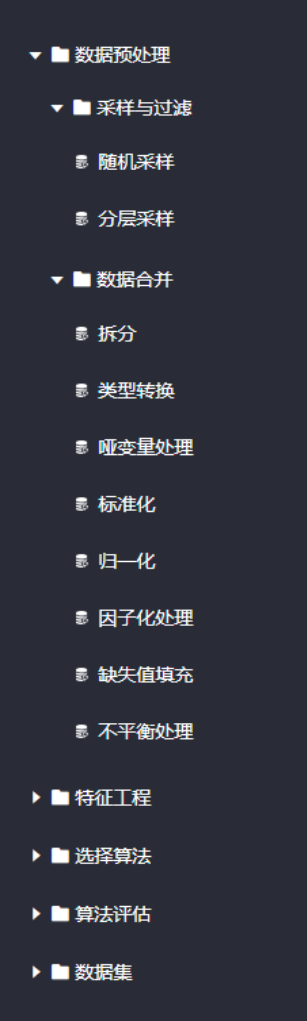 数据预处理
采样与过滤
随机采样
分层采样
数据合并
拆分
类型转换
哑变量处理
标准化
归一化
因子化处理
缺失值填充
不平衡处理
特征工程
选择算法
算法评估
数据集